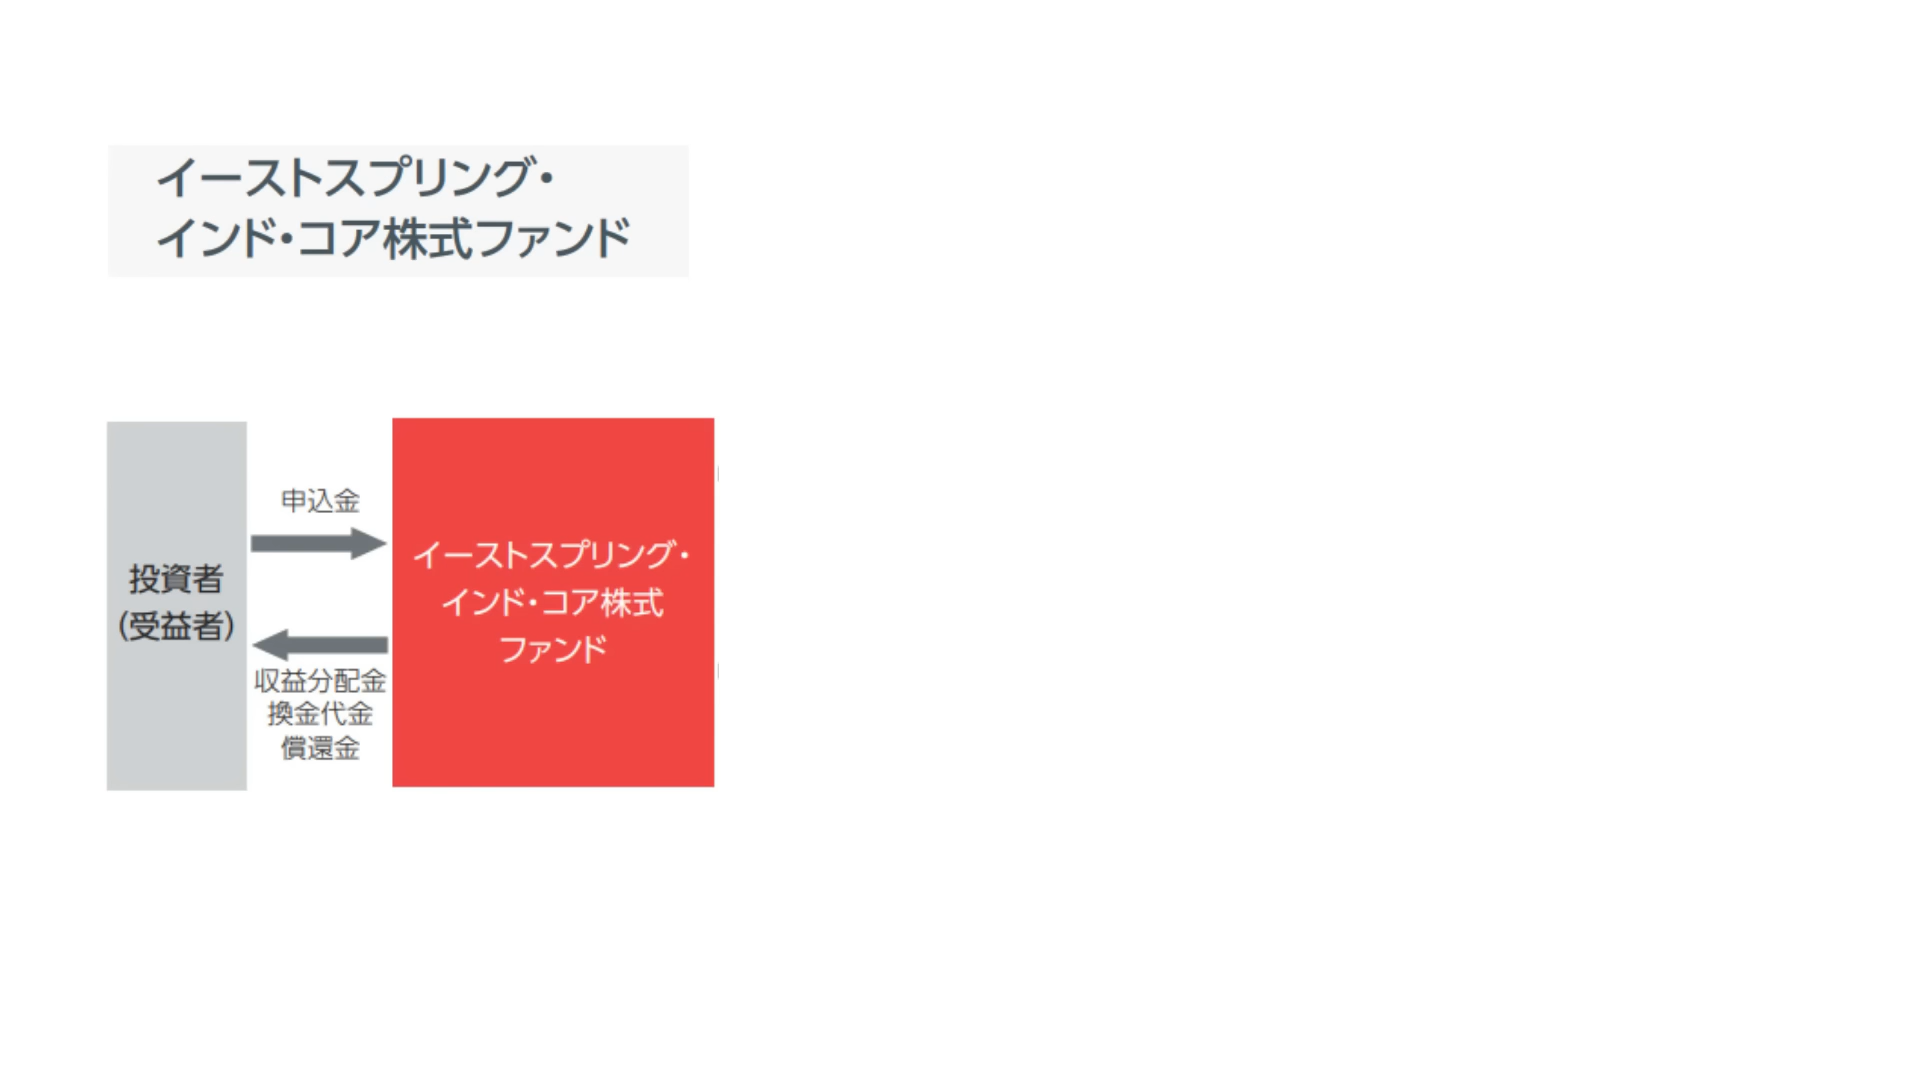 イーストスプリング・
インド・コア株式ファンド
申込金
投資者
(受益者)
収益分配金
換金代金
償還金
イーストスプリング・
インド・コア株式
ファンド